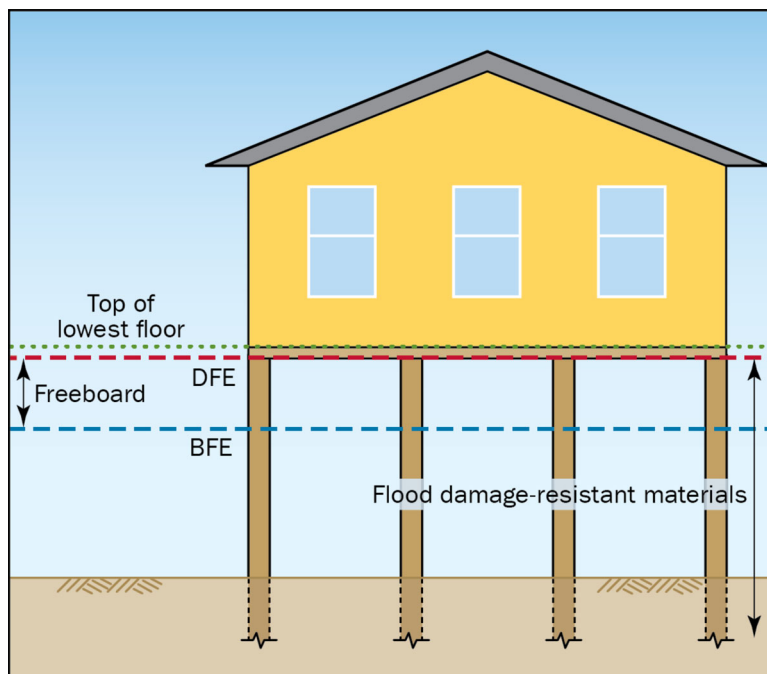 Top of
lowest floor
DFE
Freeboard
BFE
Flood damage-resistant materials